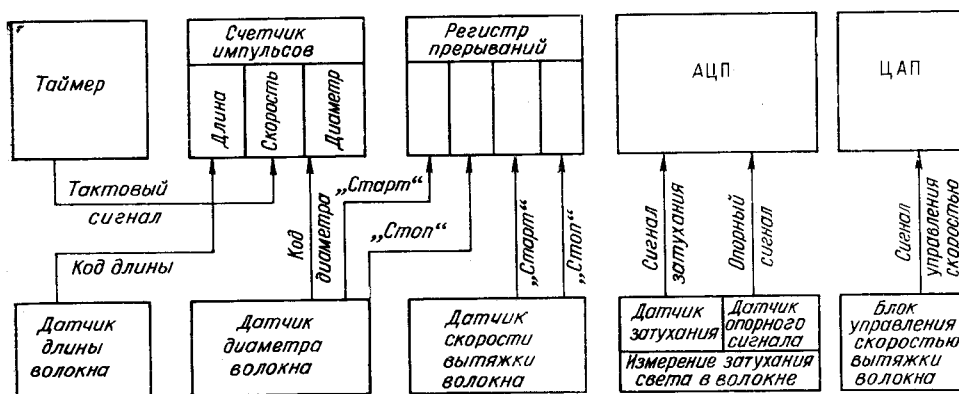 Таймер
Счетчик
импульсов
Длина
Скорость
Диаметр
Регистр
прерываний
АЦП
ЦАП
Тактовый
сигнал
Код длины
Код
диаметра
„Старт“
„Стоп“
„Старт“
„Стоп“
Сигнал
затухания
Опорный
сигнал
Сигнал
управления
скоростью
Датчик
длины
волокна
Датчик
диаметра
волокна
Датчик
скорости
вытяжки
волокна
Датчик
затухания
Датчик
опорного
сигнала
Измерение затухания
света в волокне
Блок
управления
скоростью
вытяжки
волокна